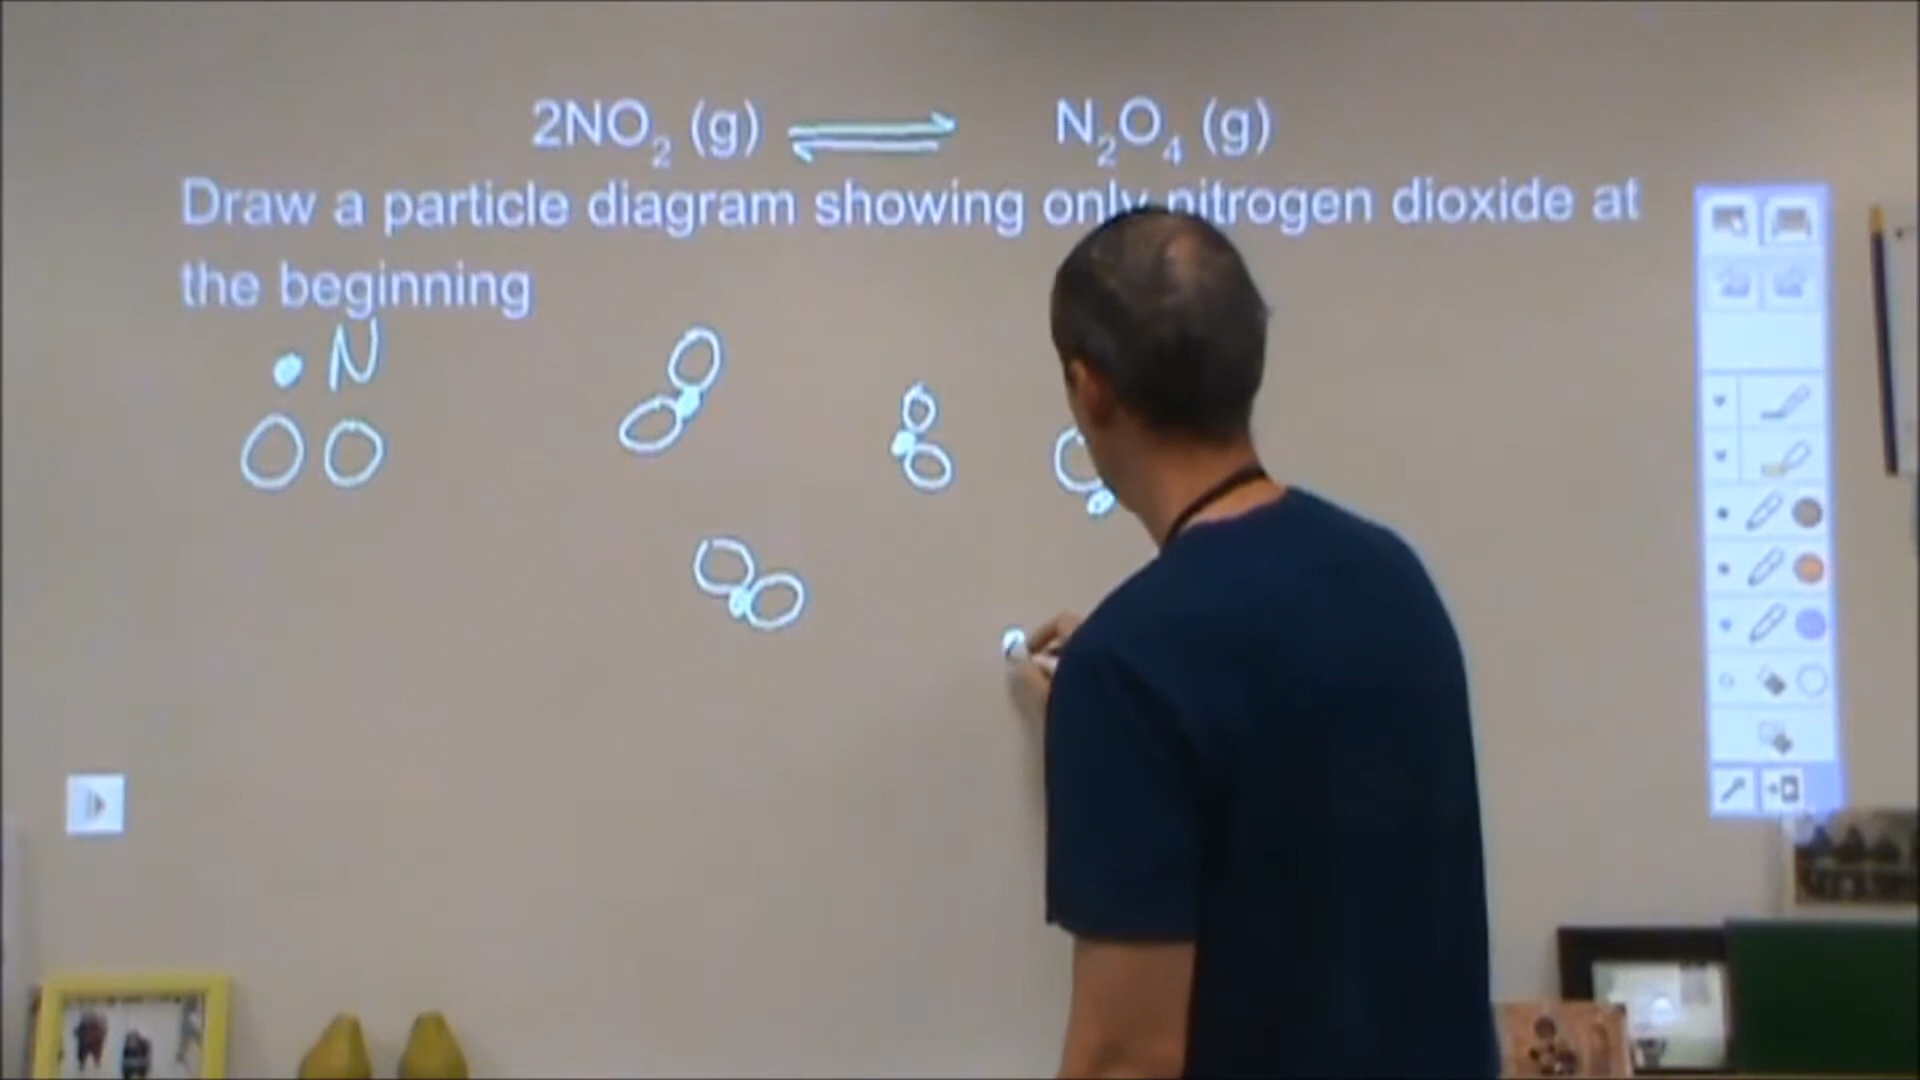 2NO₂ (g) ⇌ N₂O₄ (g)
Draw a particle diagram showing only nitrogen dioxide at
the beginning
• N
O O